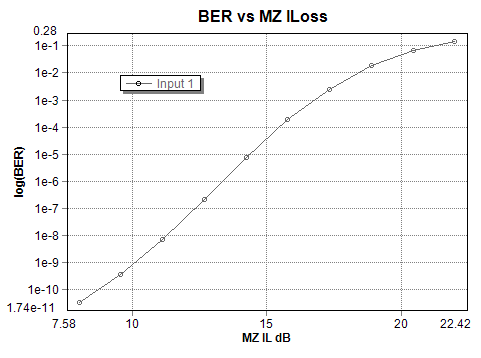 BER vs MZ ILoss
0.28
1e-1
1e-2
1e-3
1e-4
1e-5
1e-6
1e-7
1e-8
1e-9
1e-10
1.74e-11
log(BER)
Input 1
7.58
10
15
20
22.42
MZ IL dB